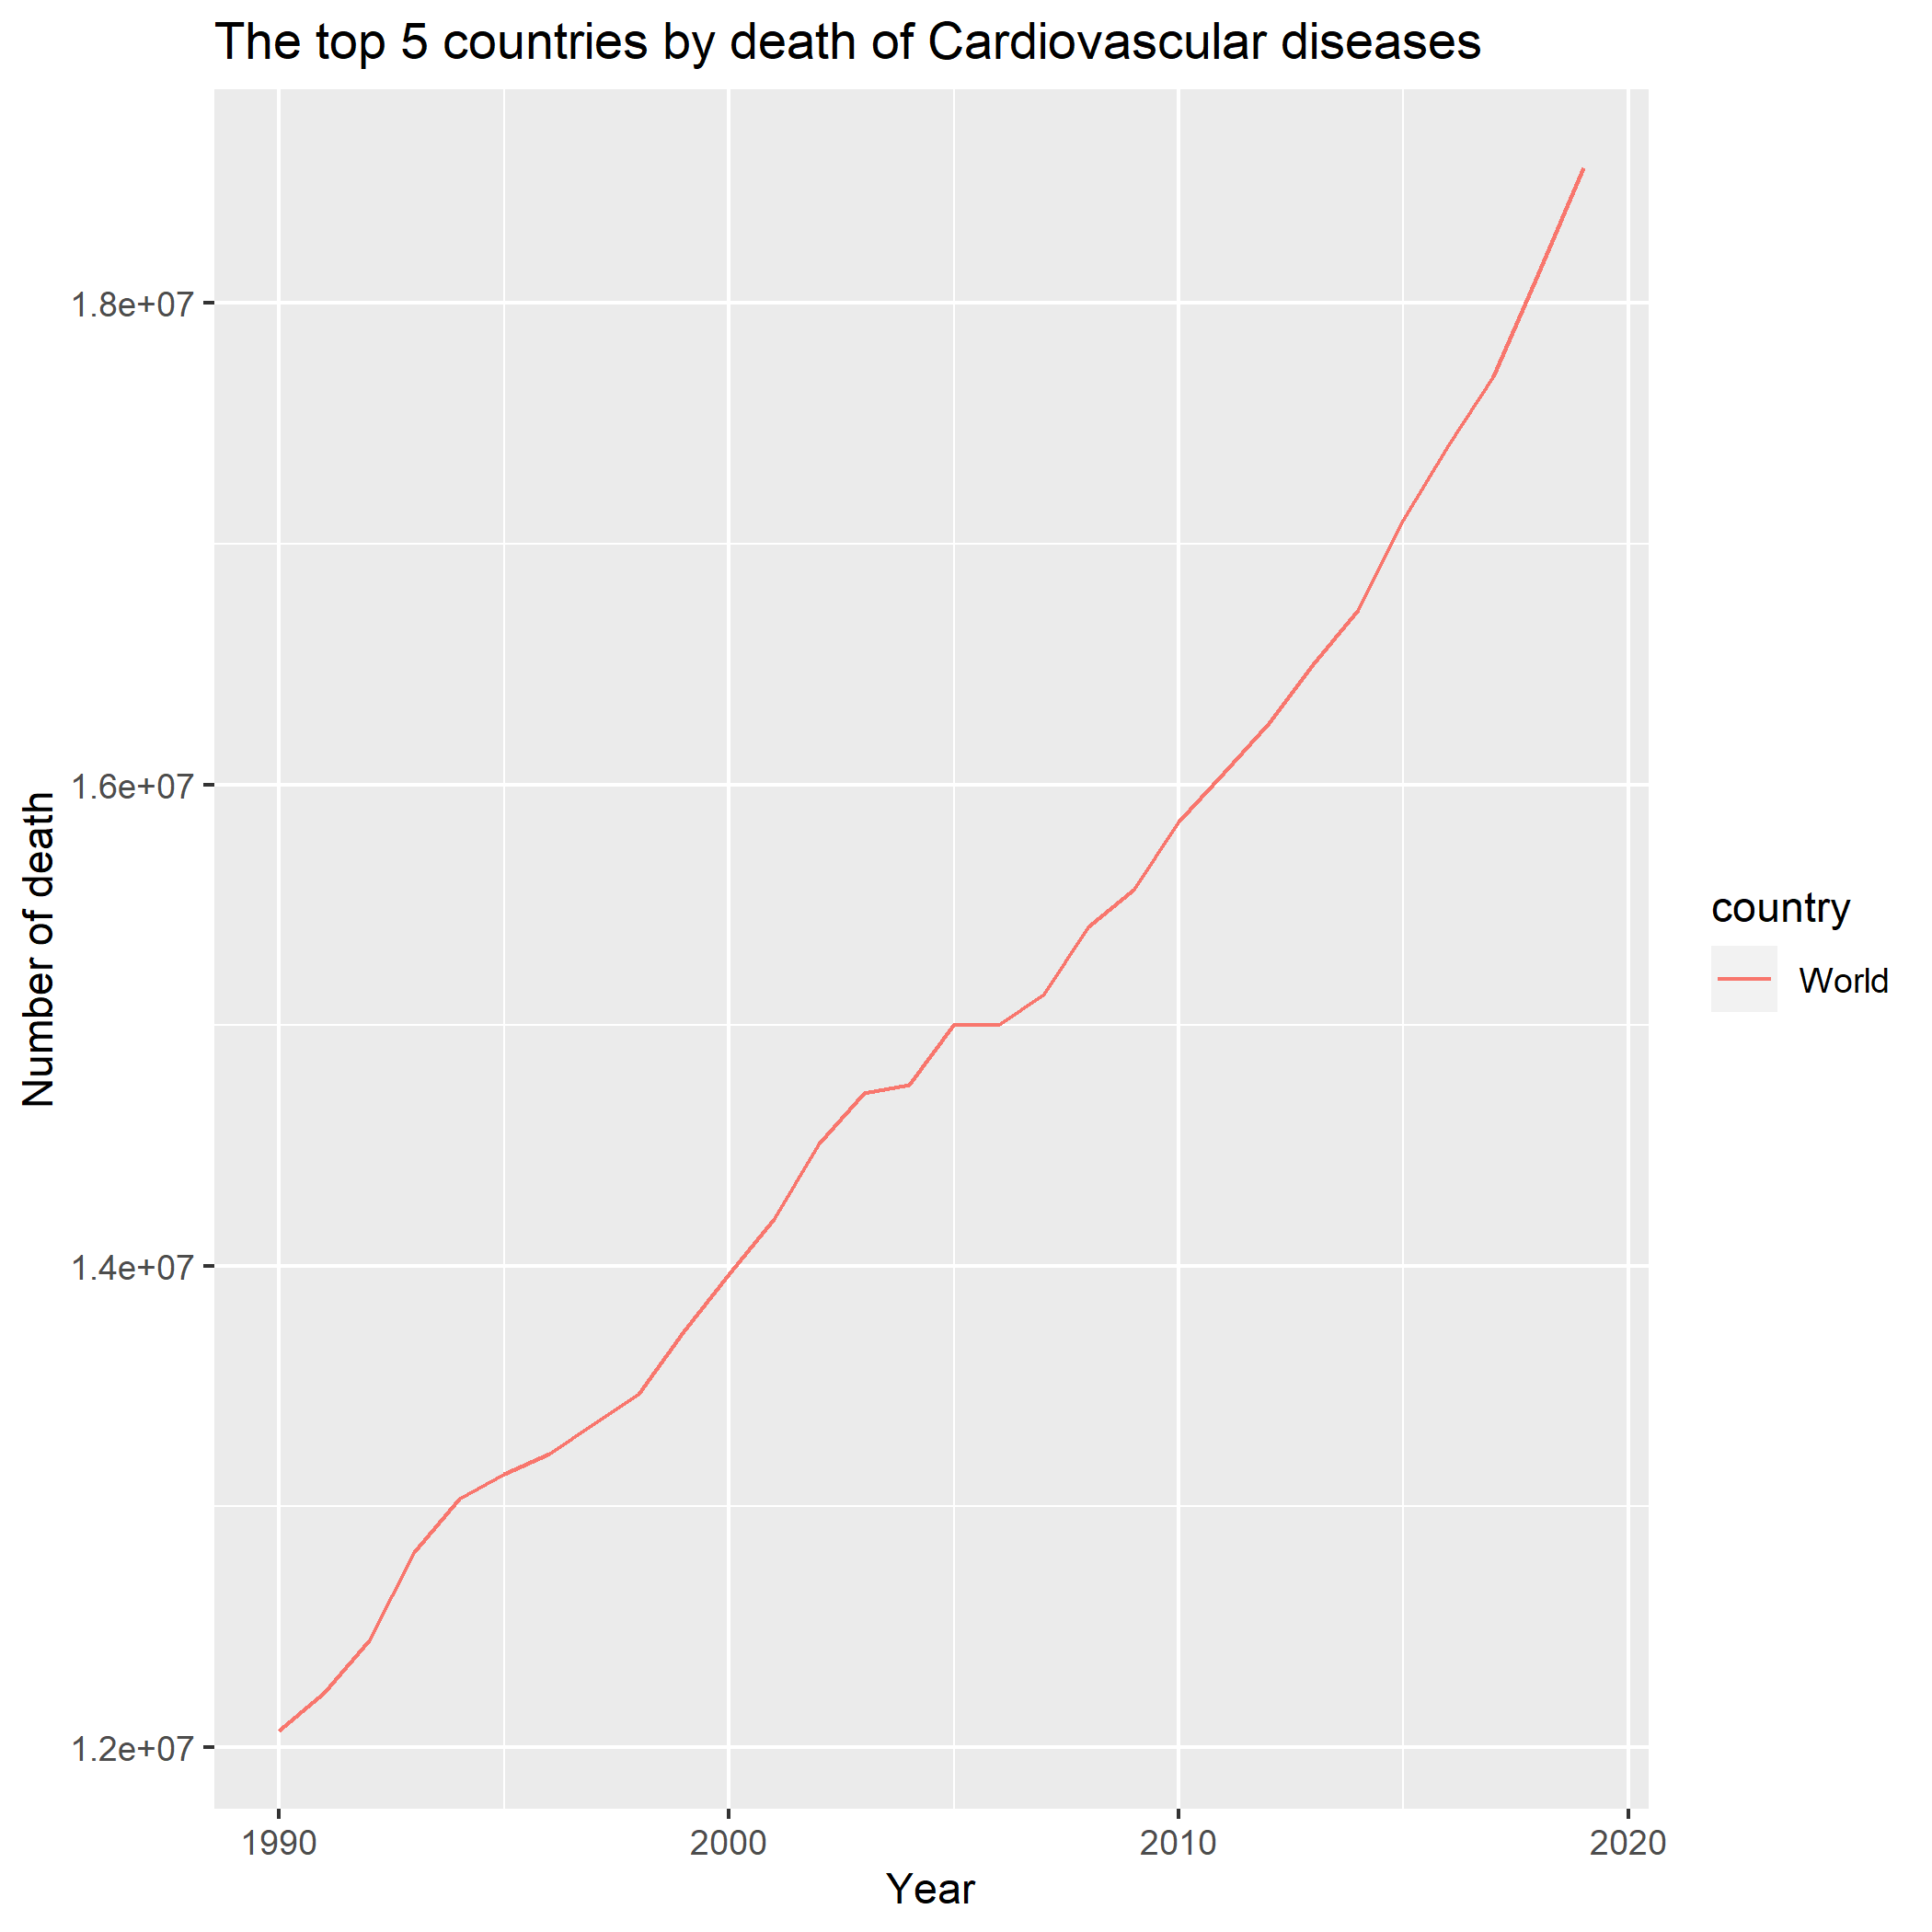 The top 5 countries by death of Cardiovascular diseases
Number of death
1.8e+07
1.6e+07
1.4e+07
1.2e+07
1990
2000
2010
2020
Year
country
World